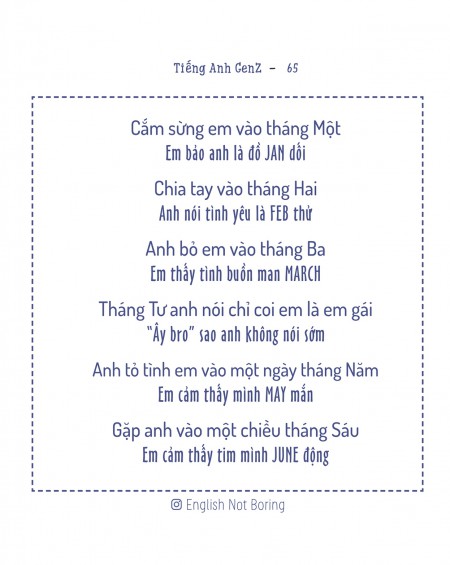 Tiếng Anh GenZ - 65
Cắm sừng em vào tháng Một
Em bảo anh là đồ JAN dối
Chia tay vào tháng Hai
Anh nói tình yêu là FEB thử
Anh bỏ em vào tháng Ba
Em thấy tình buồn man MARCH
Tháng Tư anh nói chỉ coi em là em gái
“Ây bro” sao anh không nói sớm
Anh tỏ tình em vào một ngày tháng Năm
Em cảm thấy mình MAY mắn
Gặp anh vào một chiều tháng Sáu
Em cảm thấy tim mình JUNE động
English Not Boring